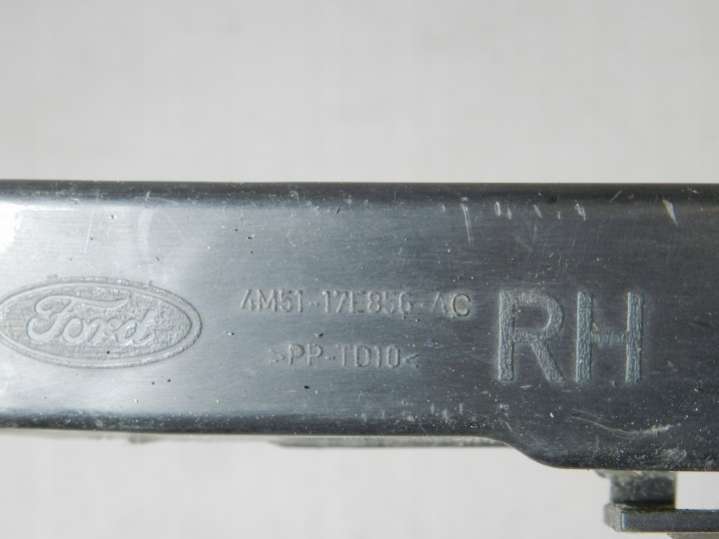 Ford
4M51-17E856-AC
>PP-TD10<
RH